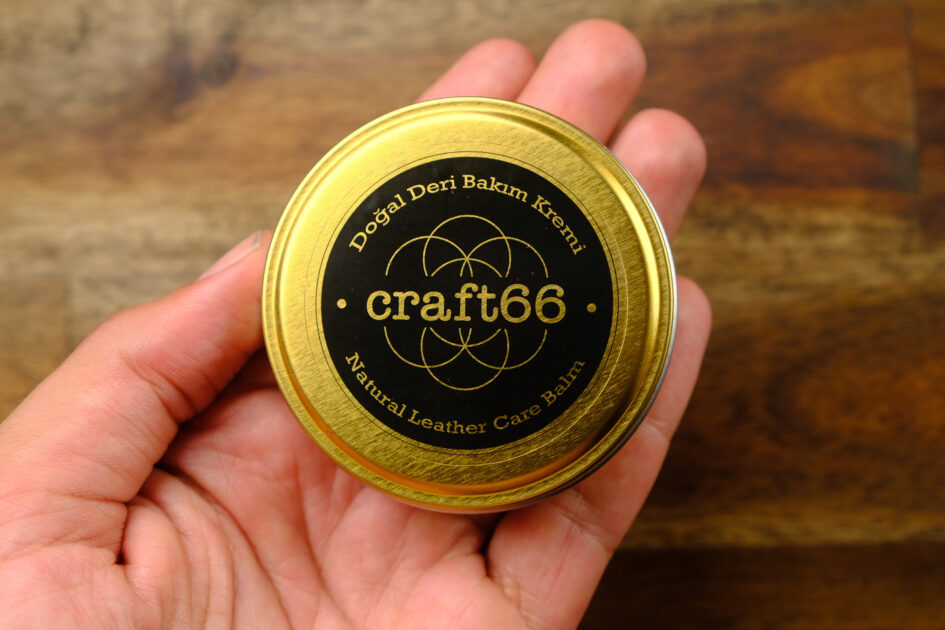 Doğal Deri Bakım Kremi
craft66
Natural Leather Care Balm